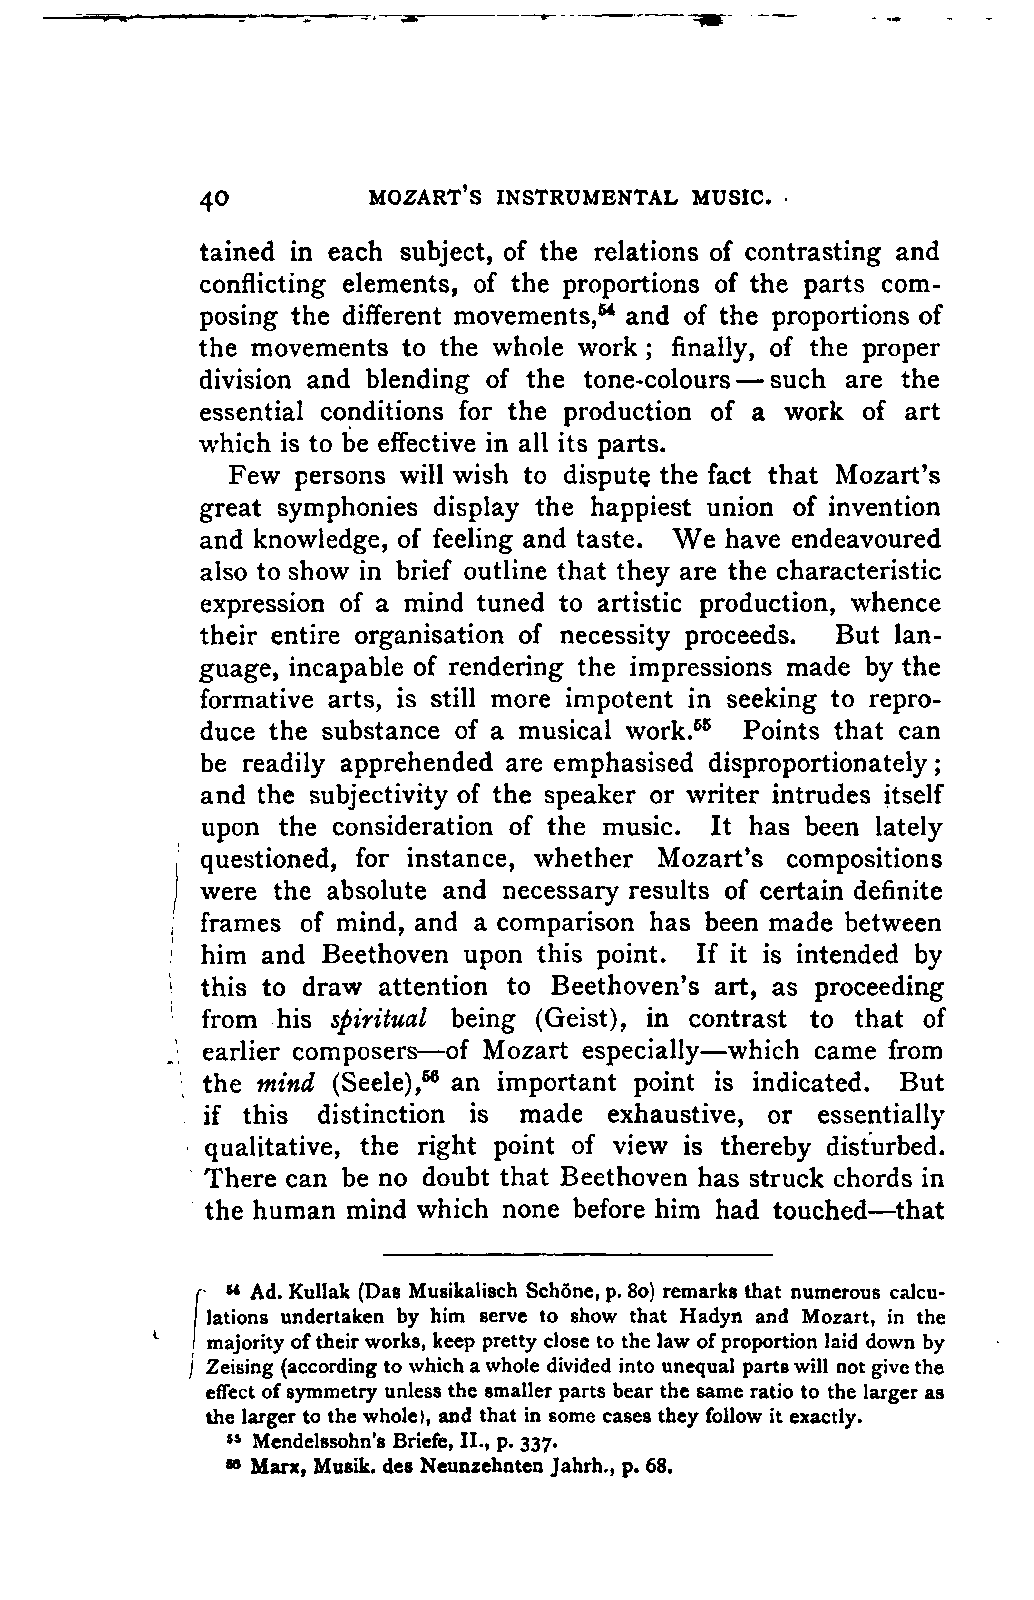 40 MOZART'S INSTRUMENTAL MUSIC.
tained in each subject, of the relations of contrasting and
conflicting elements, of the proportions of the parts com-
posing the different movements,⁵⁴ and of the proportions of
the movements to the whole work; finally, of the proper
division and blending of the tone-colours—such are the
essential conditions for the production of a work of art
which is to be effective in all its parts.
Few persons will wish to dispute the fact that Mozart's
great symphonies display the happiest union of invention
and knowledge, of feeling and taste. We have endeavoured
also to show in brief outline that they are the characteristic
expression of a mind tuned to artistic production, whence
their entire organisation of necessity proceeds. But lan-
guage, incapable of rendering the impressions made by the
formative arts, is still more impotent in seeking to repro-
duce the substance of a musical work.⁵⁵ Points that can
be readily apprehended are emphasised disproportionately;
and the subjectivity of the speaker or writer intrudes itself
upon the consideration of the music. It has been lately
questioned, for instance, whether Mozart's compositions
were the absolute and necessary results of certain definite
frames of mind, and a comparison has been made between
him and Beethoven upon this point. If it is intended by
this to draw attention to Beethoven's art, as proceeding
from his spiritual being (Geist), in contrast to that of
earlier composers—of Mozart especially—which came from
the mind (Seele),⁵⁶ an important point is indicated. But
if this distinction is made exhaustive, or essentially
qualitative, the right point of view is thereby disturbed.
There can be no doubt that Beethoven has struck chords in
the human mind which none before him had touched—that
⁵⁴ Ad. Kullak (Das Musikalisch Schöne, p. 80) remarks that numerous calcu-
lations undertaken by him serve to show that Hadyn and Mozart, in the
majority of their works, keep pretty close to the law of proportion laid down by
Zeising (according to which a whole divided into unequal parts will not give the
effect of symmetry unless the smaller parts bear the same ratio to the larger as
the larger to the whole), and that in some cases they follow it exactly.
⁵⁵ Mendelssohn's Briefe, II., p. 337.
⁵⁶ Marx, Musik. des Neunzehnten Jahrh., p. 68.